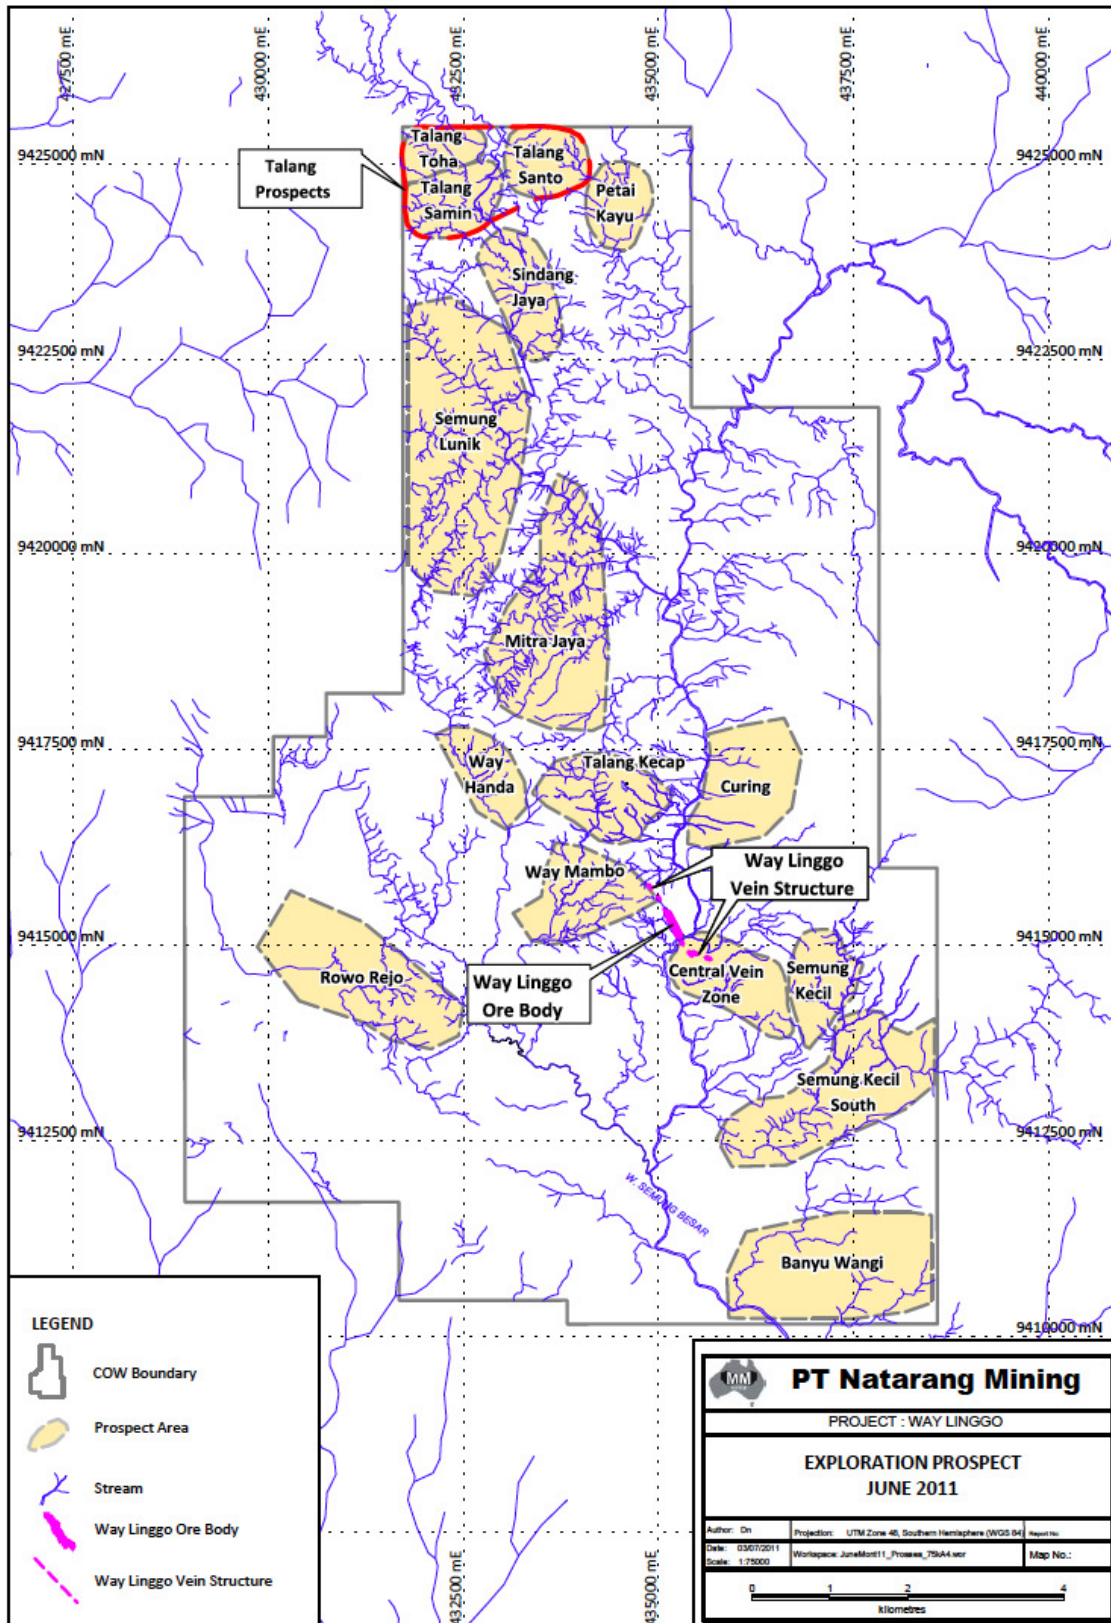 427500 mE
430000 mE
432500 mE
435000 mE
437500 mE
440000 mE
9425000 mN
9425000 mN
Talang
Prospects
Talang
Toha
Talang
Santo
Talang
Samin
Petai
Kayu
Sindang
Jaya
9422500 mN
9422500 mN
Semung
Lunik
9420000 mN
9420000 mN
Mitra Jaya
9417500 mN
9417500 mN
Way
Handa
Talang Kecap
Curing
Way Mambo
Way Linggo
Vein Structure
9415000 mN
9415000 mN
Rowo Rejo
Way Linggo
Ore Body
Central Vein
Zone
Semung
Kecil
Semung Kecil
South
9412500 mN
9412500 mN
W. SEMUNG BESAR
Banyu Wangi
9410000 mN
432500 mE
435000 mE
LEGEND
COW Boundary
Prospect Area
Stream
Way Linggo Ore Body
Way Linggo Vein Structure
MM
PT Natarang Mining
PROJECT : WAY LINGGO
EXPLORATION PROSPECT
JUNE 2011
Author: Dn
Projection: UTM Zone 48, Southern Hemisphere (WGS 84)
Report No:
Date: 03/07/2011
Scale: 1:75000
Map No.:
0 1 2 4
kilometres